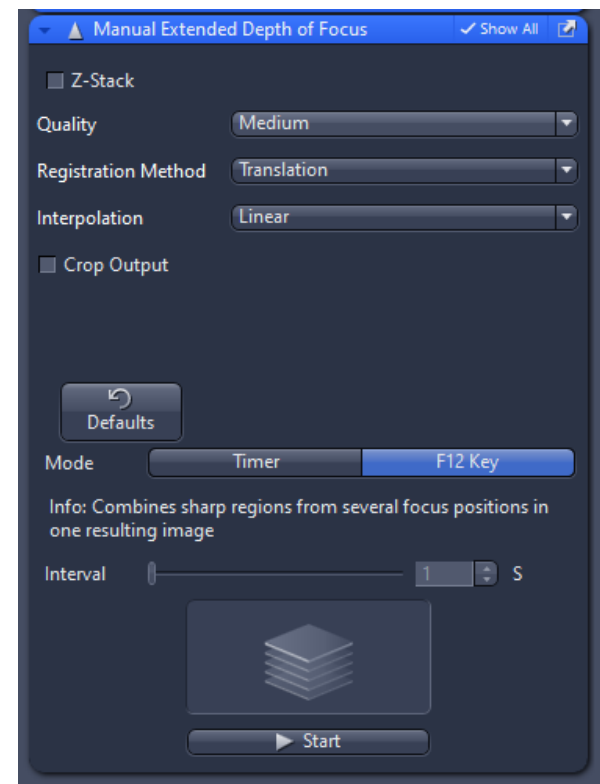 Manual Extended Depth of Focus Show All
Z-Stack
Quality Medium
Registration Method Translation
Interpolation Linear
Crop Output
Defaults
Mode Timer F12 Key
Info: Combines sharp regions from several focus positions in
one resulting image
Interval 1 S
Start